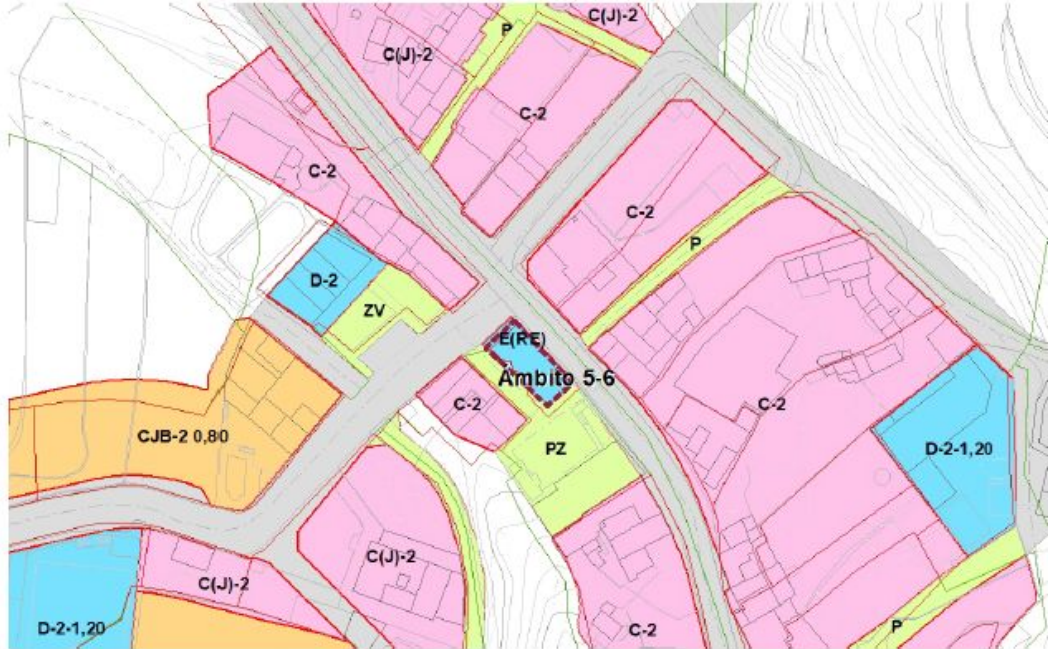 C(J)-2
P
C(J)-2
C-2
C-2
C-2
P
D-2
ZV
E(RE)
Ámbito 5-6
C-2
C-2
CJB-2 0,80
PZ
D-2-1,20
C(J)-2
C(J)-2
D-2-1,20
C-2
P